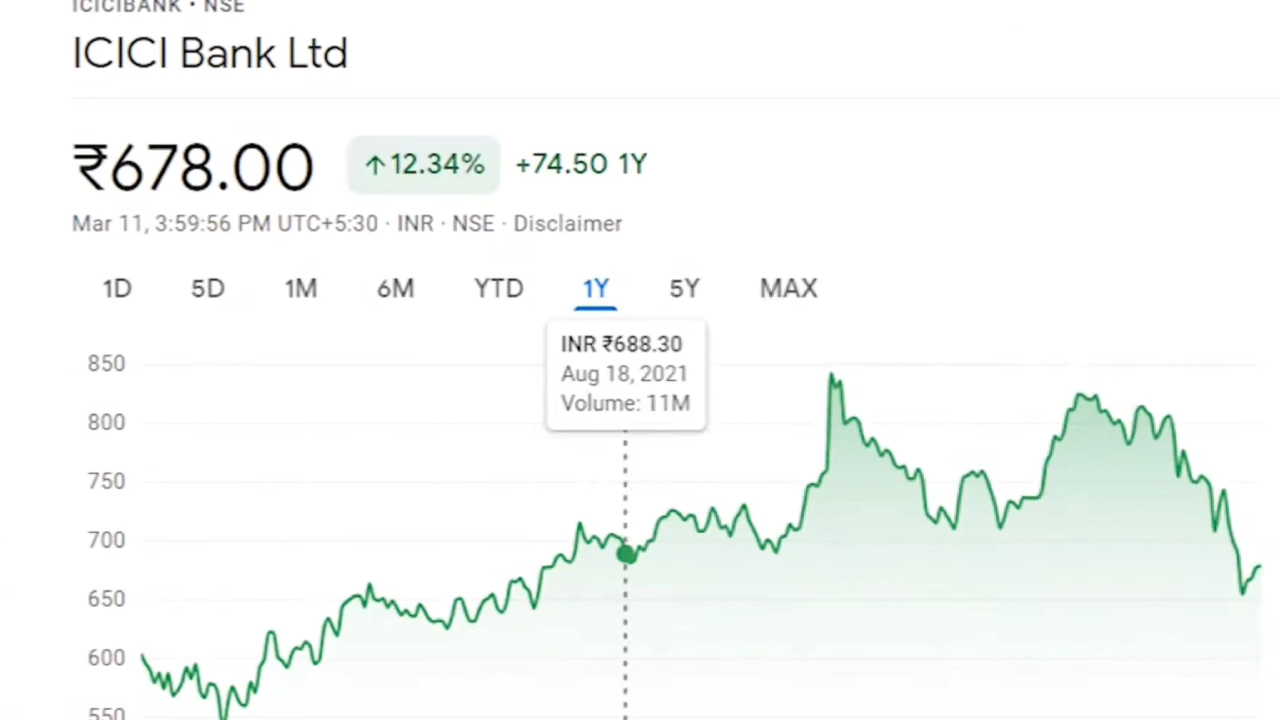 ICICIBANK • NSE
ICICI Bank Ltd
₹678.00 ↑12.34% +74.50 1Y
Mar 11, 3:59:56 PM UTC+5:30 · INR · NSE · Disclaimer
1D 5D 1M 6M YTD 1Y 5Y MAX
INR ₹688.30
Aug 18, 2021
Volume: 11M
850
800
750
700
650
600
550